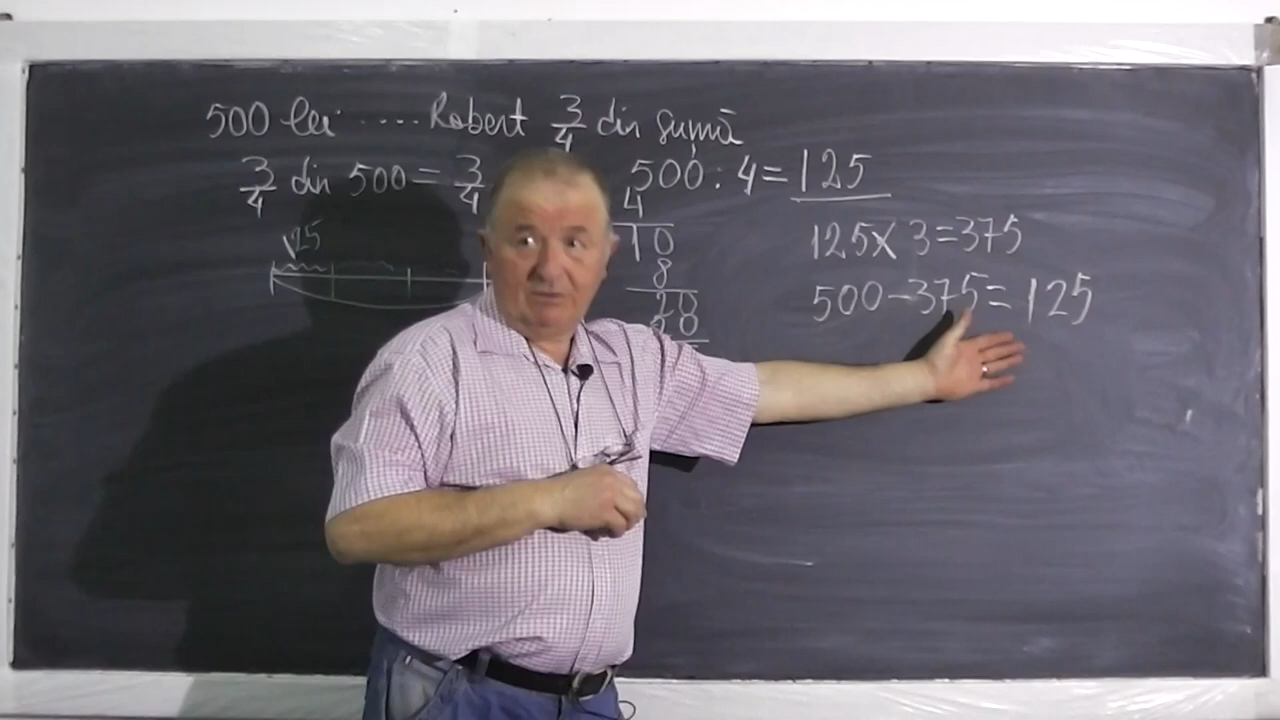 500 lei ..... Robert 3/4 din sumă
3/4 din 500 = 3/4
125
500 : 4 = 125
4
10
8
20
20
125 x 3 = 375
500 - 375 = 125